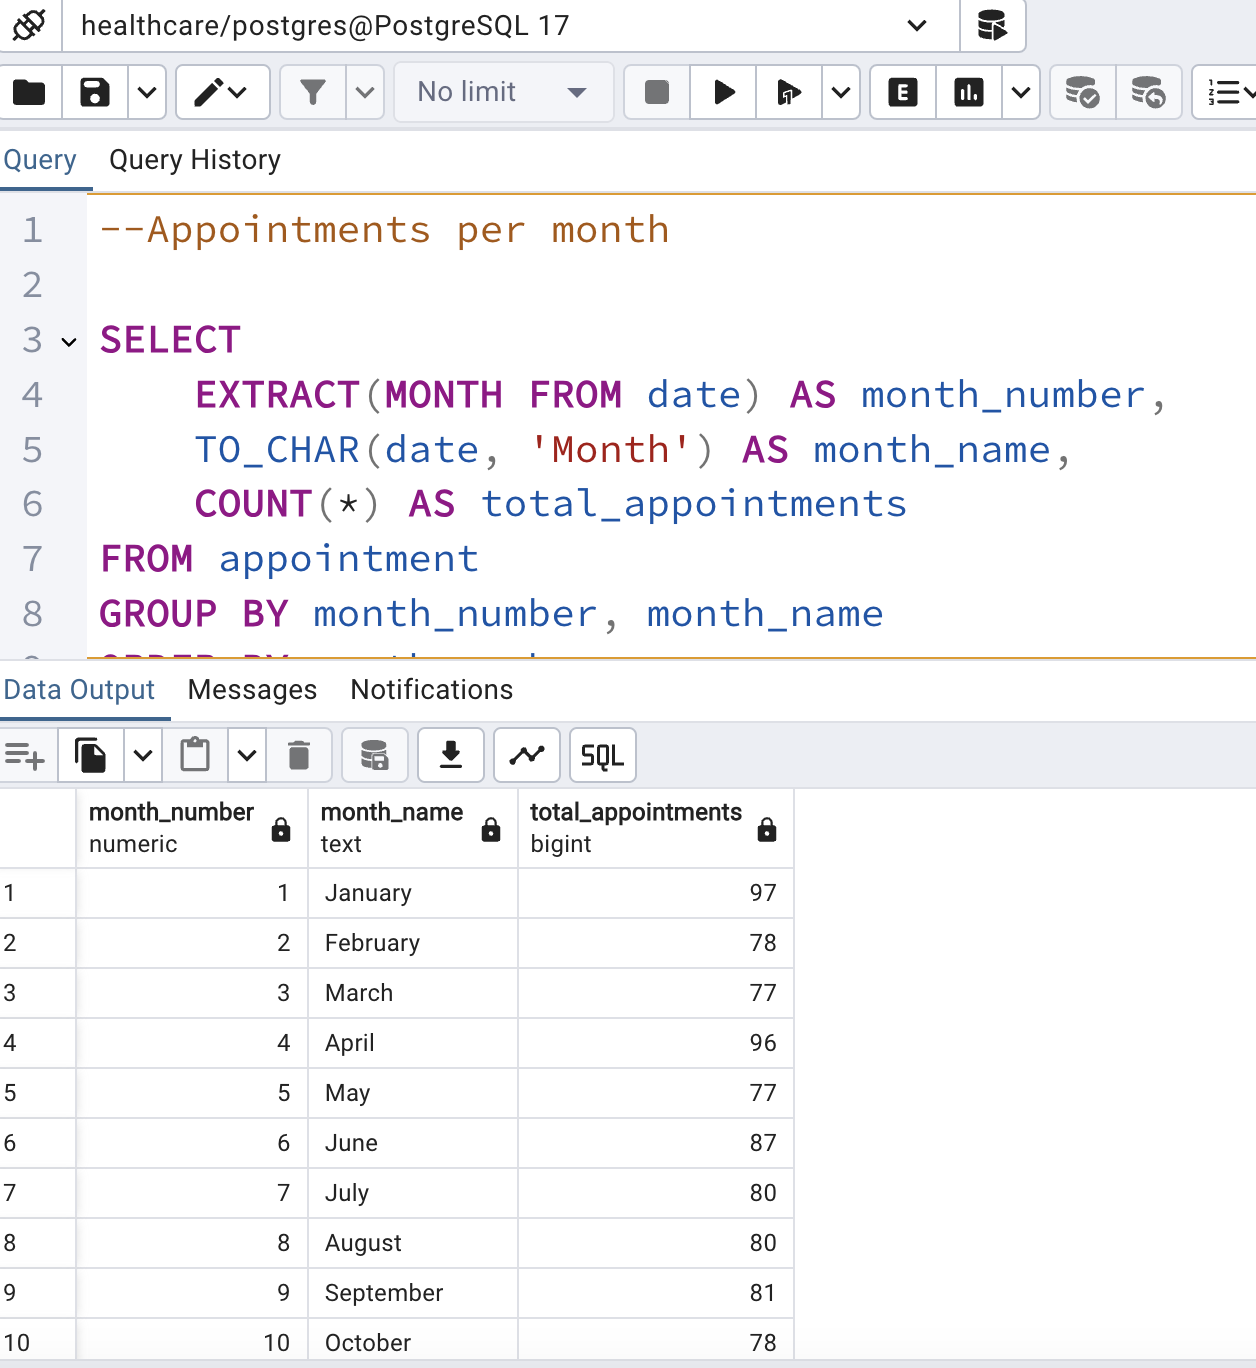 healthcare/postgres@PostgreSQL 17
No limit
E
Query Query History
1 --Appointments per month
2
3 SELECT
4 EXTRACT(MONTH FROM date) AS month_number,
5 TO_CHAR(date, 'Month') AS month_name,
6 COUNT(*) AS total_appointments
7 FROM appointment
8 GROUP BY month_number, month_name
Data Output Messages Notifications
SQL
month_number month_name total_appointments
numeric text bigint
1 1 January 97
2 2 February 78
3 3 March 77
4 4 April 96
5 5 May 77
6 6 June 87
7 7 July 80
8 8 August 80
9 9 September 81
10 10 October 78